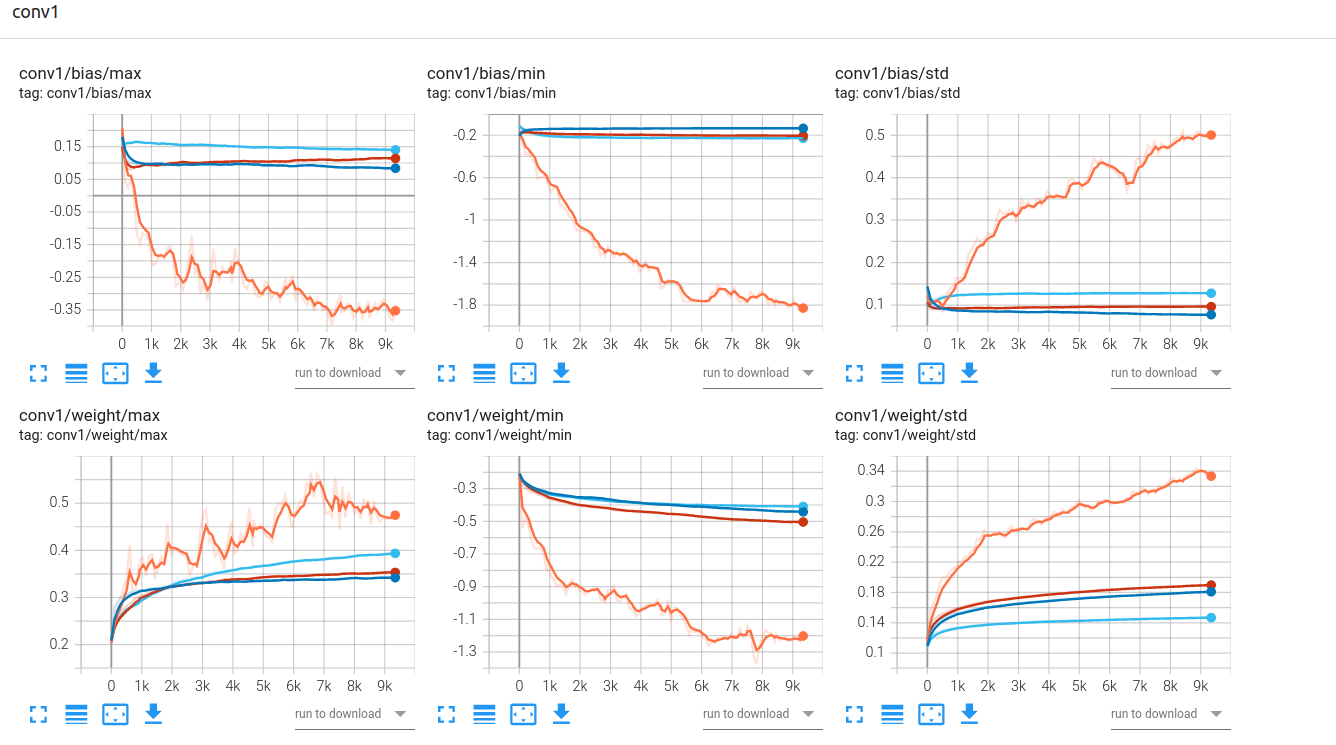 conv1
conv1/bias/max
tag: conv1/bias/max
0.15
0.05
-0.05
-0.15
-0.25
-0.35
0 1k 2k 3k 4k 5k 6k 7k 8k 9k
run to download
conv1/bias/min
tag: conv1/bias/min
-0.2
-0.6
-1
-1.4
-1.8
0 1k 2k 3k 4k 5k 6k 7k 8k 9k
run to download
conv1/bias/std
tag: conv1/bias/std
0.5
0.4
0.3
0.2
0.1
0 1k 2k 3k 4k 5k 6k 7k 8k 9k
run to download
conv1/weight/max
tag: conv1/weight/max
0.5
0.4
0.3
0.2
0 1k 2k 3k 4k 5k 6k 7k 8k 9k
run to download
conv1/weight/min
tag: conv1/weight/min
-0.3
-0.5
-0.7
-0.9
-1.1
-1.3
0 1k 2k 3k 4k 5k 6k 7k 8k 9k
run to download
conv1/weight/std
tag: conv1/weight/std
0.34
0.3
0.26
0.22
0.18
0.14
0.1
0 1k 2k 3k 4k 5k 6k 7k 8k 9k
run to download